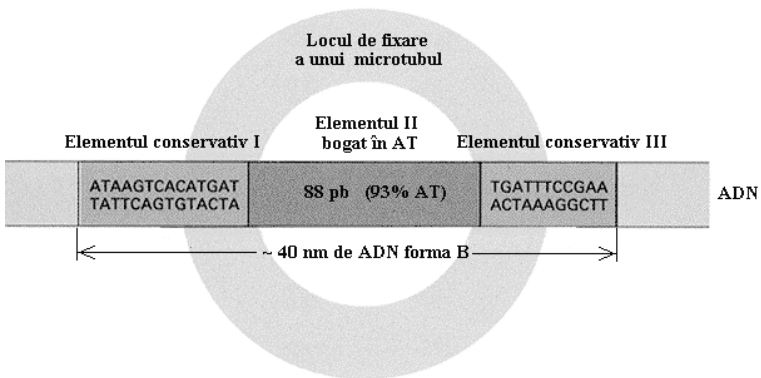 Locul de fixare
a unui microtubul
Elementul II
bogat în AT
Elementul conservativ I
Elementul conservativ III
ATAAGTCACATGAT
TATTCAGTGTACTA
88 pb (93% AT)
TGATTTCCGAA
ACTAAAGGCTT
ADN
~ 40 nm de ADN forma B